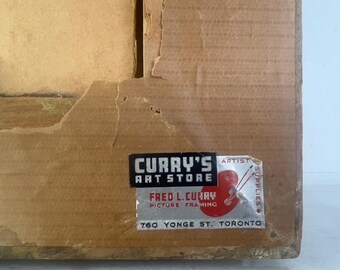 CURRY'S
ART STORE
ARTIST
SUPPLIES
FRED L. CURRY
PICTURE FRAMING
760 YONGE ST. TORONTO